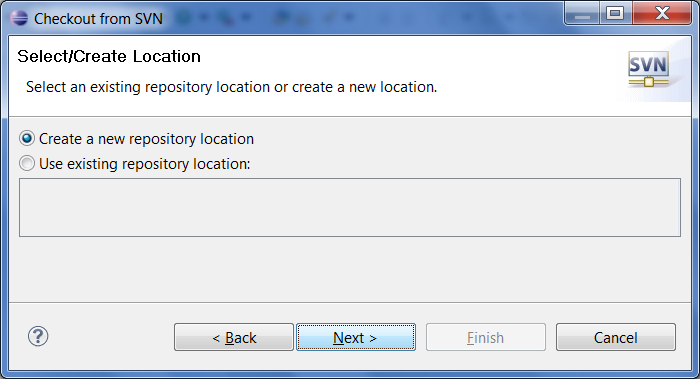 Checkout from SVN
Select/Create Location
Select an existing repository location or create a new location.
SVN
Create a new repository location
Use existing repository location:
?
< Back
Next >
Finish
Cancel